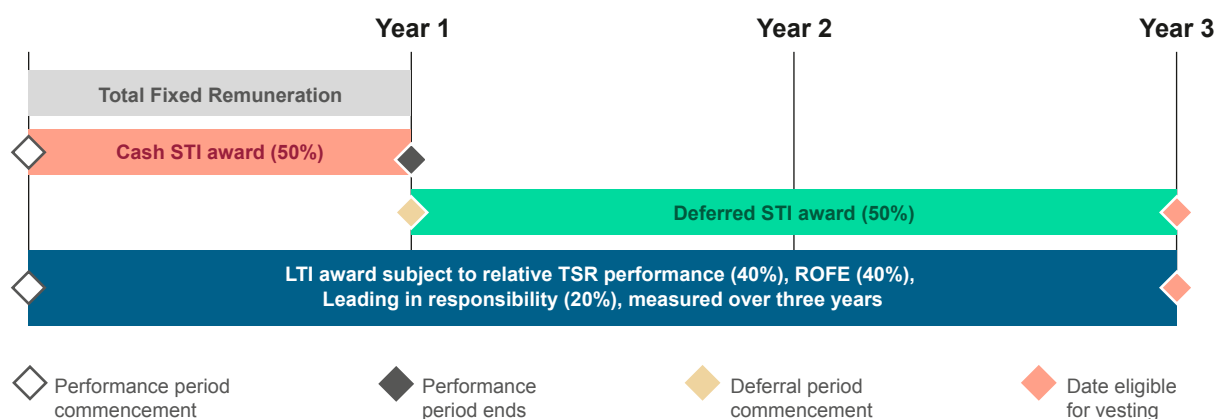 Year 1
Year 2
Year 3
Total Fixed Remuneration
Cash STI award (50%)
Deferred STI award (50%)
LTI award subject to relative TSR performance (40%), ROFE (40%),
Leading in responsibility (20%), measured over three years
Performance period
commencement
Performance
period ends
Deferral period
commencement
Date eligible
for vesting